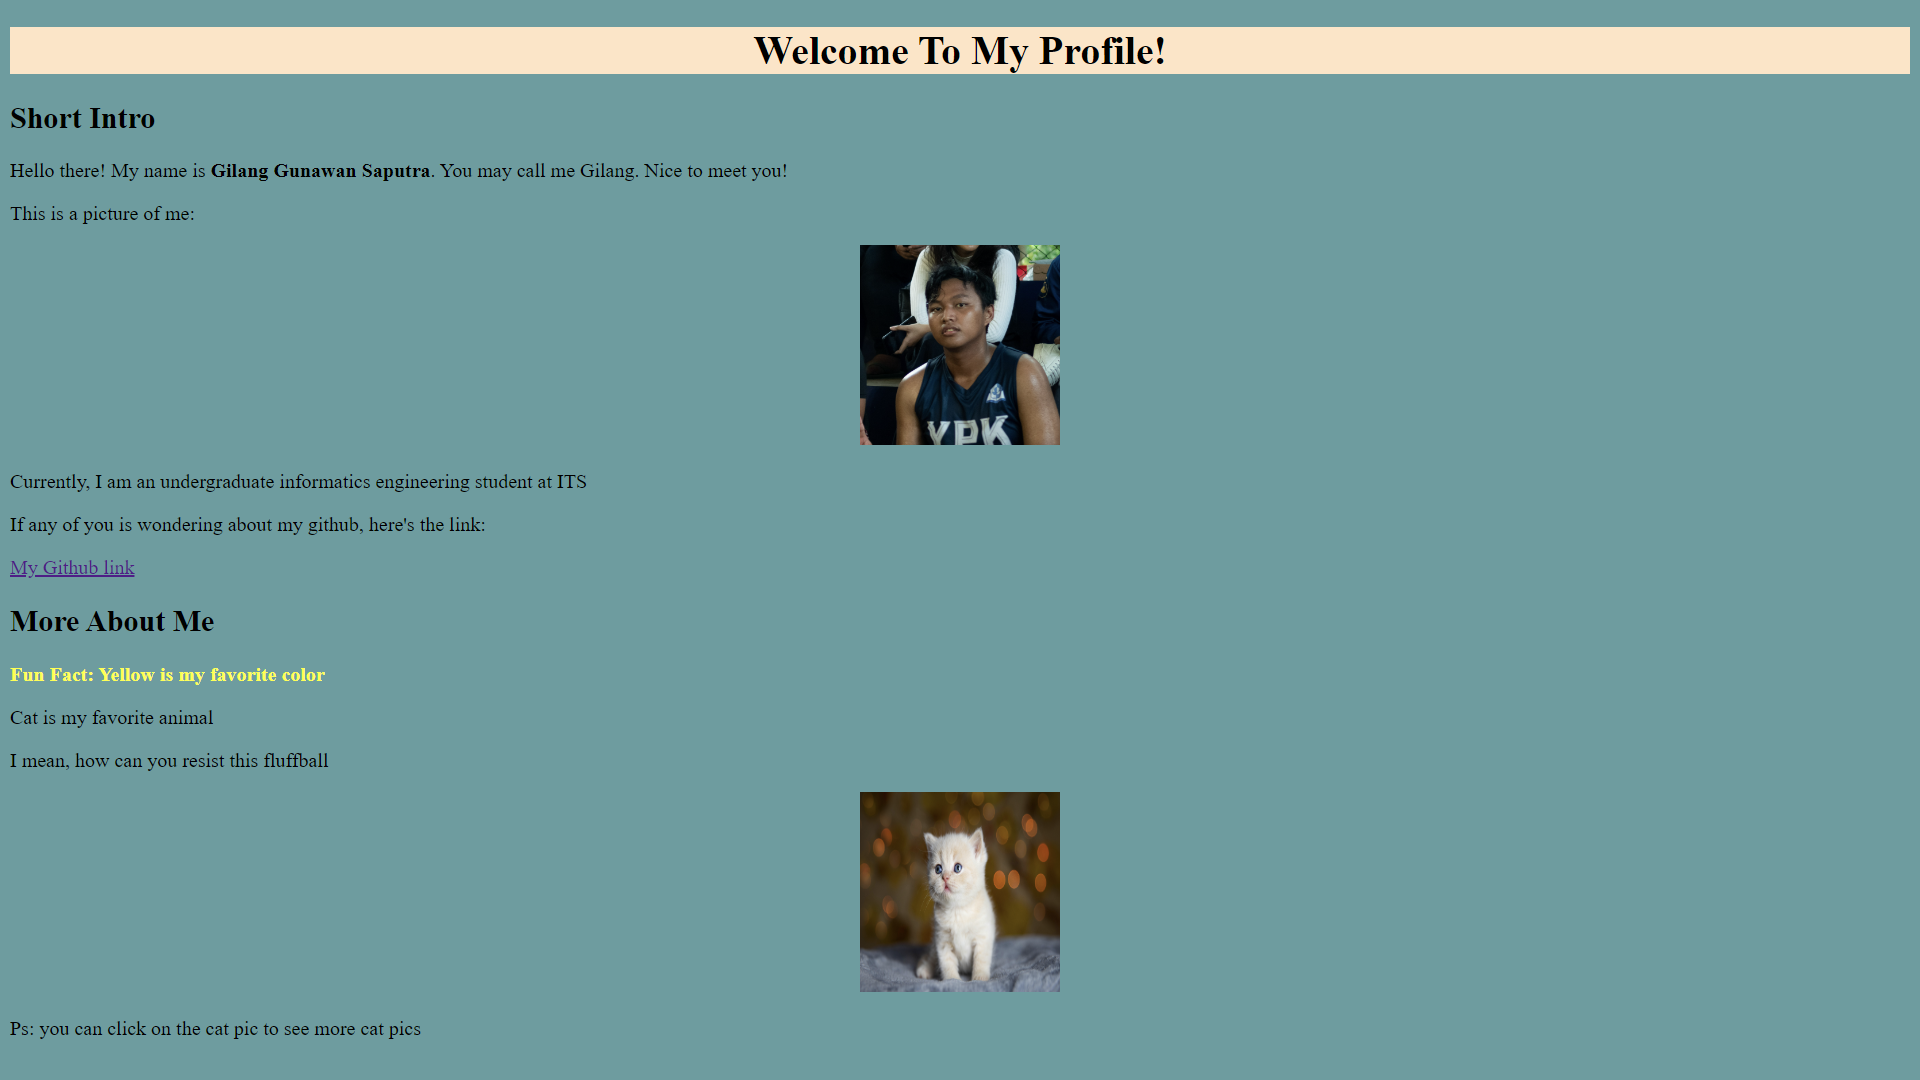 Welcome To My Profile!
Short Intro
Hello there! My name is Gilang Gunawan Saputra. You may call me Gilang. Nice to meet you!
This is a picture of me:
YPK
Currently, I am an undergraduate informatics engineering student at ITS
If any of you is wondering about my github, here's the link:
My Github link
More About Me
Fun Fact: Yellow is my favorite color
Cat is my favorite animal
I mean, how can you resist this fluffball
Ps: you can click on the cat pic to see more cat pics